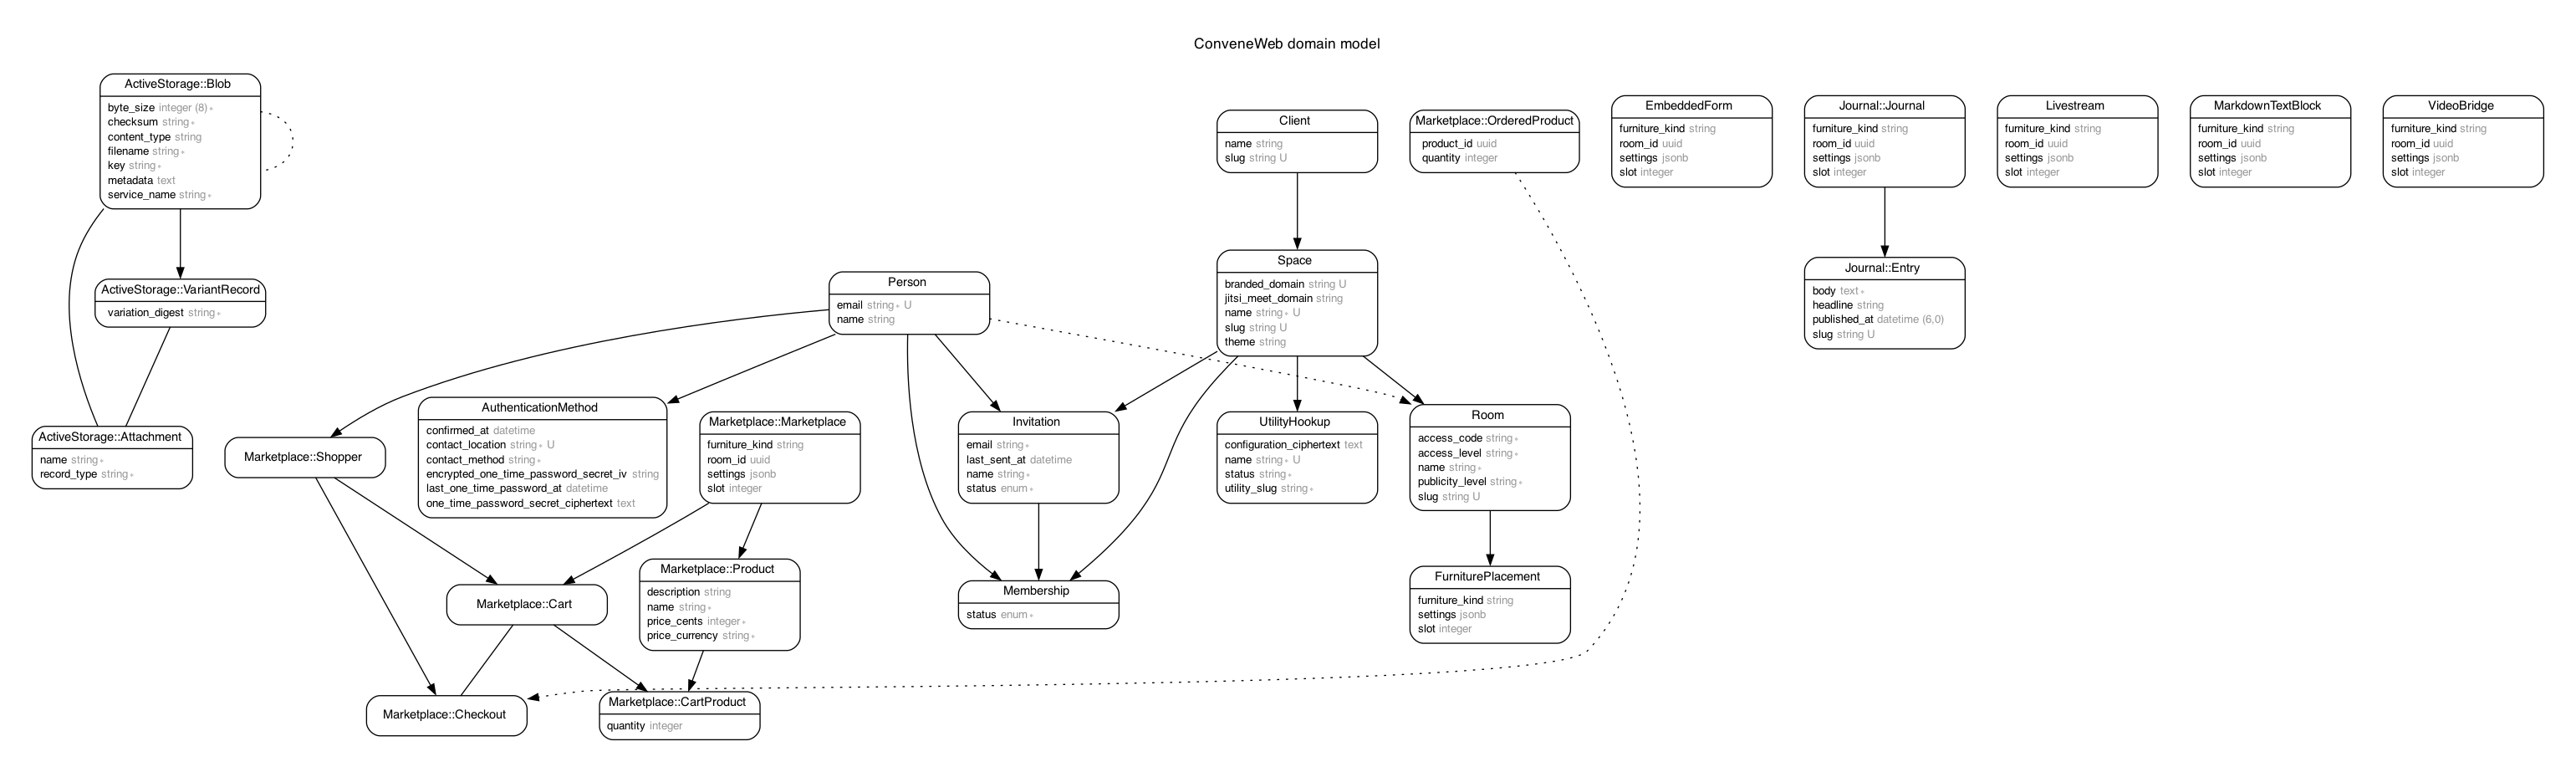 ConveneWeb domain model
ActiveStorage::Blob
byte_size integer (8) ∗
checksum string ∗
content_type string
filename string ∗
key string ∗
metadata text
service_name string ∗
ActiveStorage::VariantRecord
variation_digest string ∗
ActiveStorage::Attachment
name string ∗
record_type string ∗
Marketplace::Shopper
Person
email string ∗ U
name string
AuthenticationMethod
confirmed_at datetime
contact_location string ∗ U
contact_method string ∗
encrypted_one_time_password_secret_iv string
last_one_time_password_at datetime
one_time_password_secret_ciphertext text
Marketplace::Marketplace
furniture_kind string
room_id uuid
settings jsonb
slot integer
Marketplace::Cart
Marketplace::Product
description string
name string ∗
price_cents integer ∗
price_currency string ∗
Marketplace::Checkout
Marketplace::CartProduct
quantity integer
Invitation
email string ∗
last_sent_at datetime
name string ∗
status enum ∗
Membership
status enum ∗
Client
name string
slug string U
Space
branded_domain string U
jitsi_meet_domain string
name string ∗ U
slug string U
theme string
UtilityHookup
configuration_ciphertext text
name string ∗ U
status string ∗
utility_slug string ∗
Marketplace::OrderedProduct
product_id uuid
quantity integer
Room
access_code string ∗
access_level string ∗
name string ∗
publicity_level string ∗
slug string U
FurniturePlacement
furniture_kind string
settings jsonb
slot integer
EmbeddedForm
furniture_kind string
room_id uuid
settings jsonb
slot integer
Journal::Journal
furniture_kind string
room_id uuid
settings jsonb
slot integer
Journal::Entry
body text ∗
headline string
published_at datetime (6,0)
slug string U
Livestream
furniture_kind string
room_id uuid
settings jsonb
slot integer
MarkdownTextBlock
furniture_kind string
room_id uuid
settings jsonb
slot integer
VideoBridge
furniture_kind string
room_id uuid
settings jsonb
slot integer